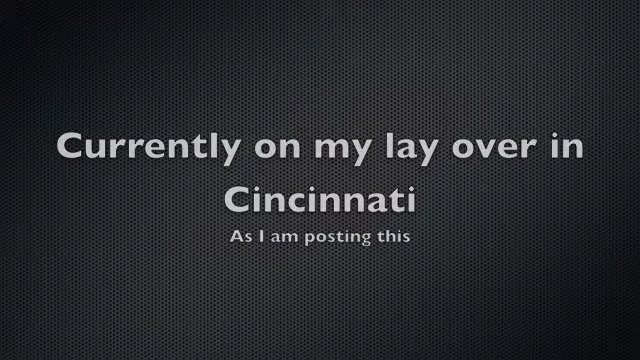 Currently on my lay over in
Cincinnati
As I am posting this